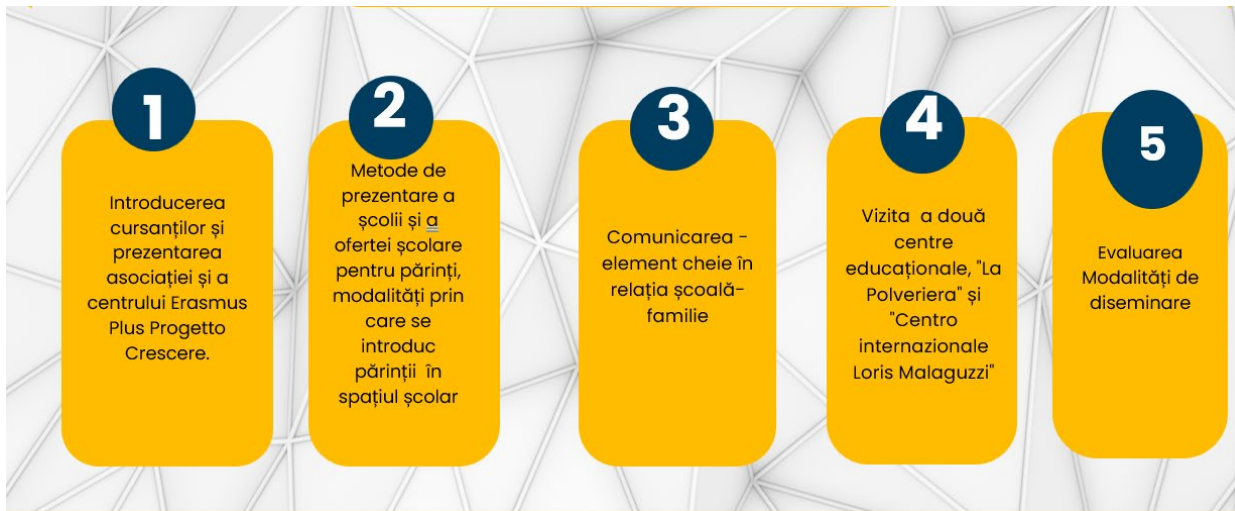 1
Introducerea
cursanților și
prezentarea
asociației și a
centrului Erasmus
Plus Progetto
Crescere.
2
Metode de
prezentare a
școlii și a
ofertei școlare
pentru părinți,
modalități prin
care se
introduc
părinții în
spațiul școlar
3
Comunicarea -
element cheie în
relația școală-
familie
4
Vizita a două
centre
educaționale, "La
Polveriera" și
"Centro
internazionale
Loris Malaguzzi"
5
Evaluarea
Modalități de
diseminare